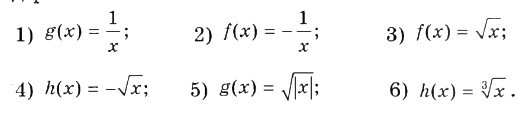 1) g(x) = 1/x; 2) f(x) = -1/x; 3) f(x) = √x;
4) h(x) = -√x; 5) g(x) = √|x|; 6) h(x) = ∛x .